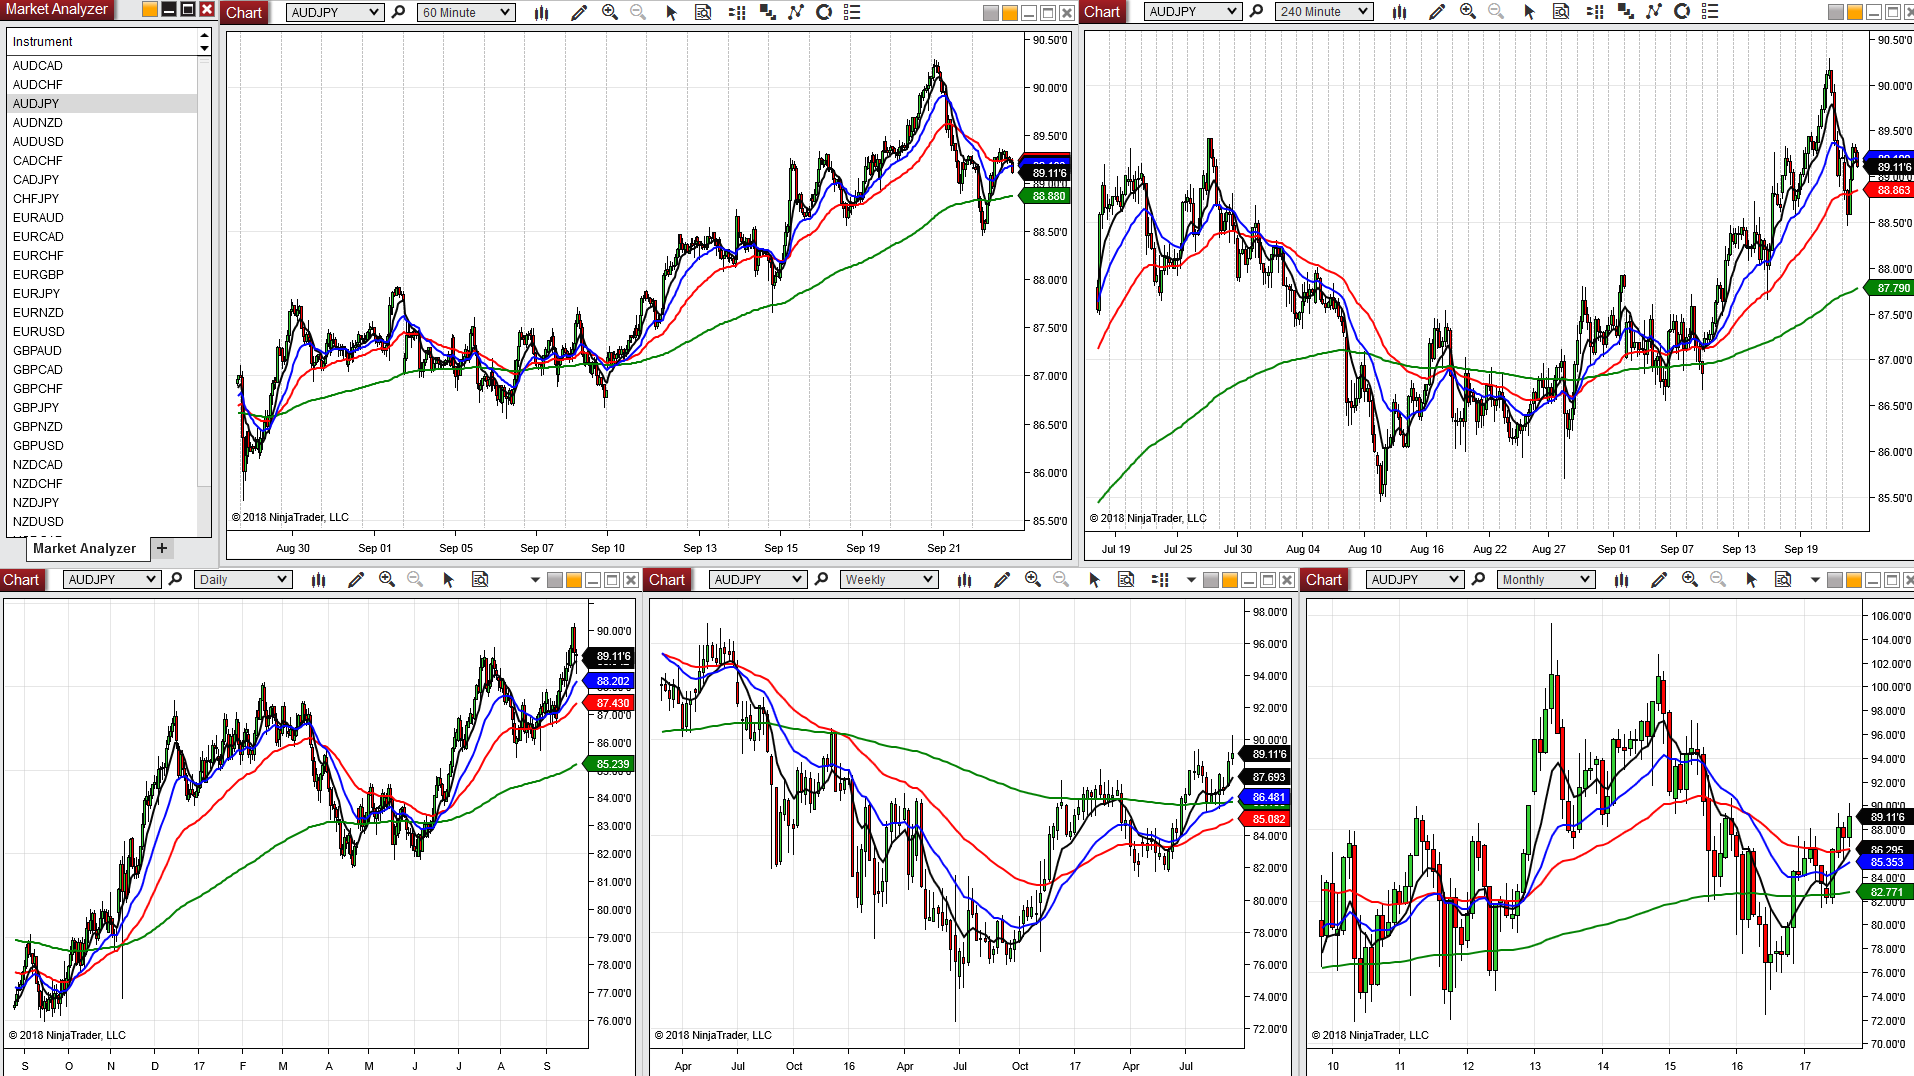 Market Analyzer
Instrument
AUDCAD
AUDCHF
AUDJPY
AUDNZD
AUDUSD
CADCHF
CADJPY
CHFJPY
EURAUD
EURCAD
EURCHF
EURGBP
EURJPY
EURNZD
EURUSD
GBPAUD
GBPCAD
GBPCHF
GBPJPY
GBPNZD
GBPUSD
NZDCAD
NZDCHF
NZDJPY
NZDUSD
Market Analyzer +
Chart AUDJPY 60 Minute
90.50'0
90.00'0
89.50'0
89.11'6
89.00'0
88.880
88.50'0
88.00'0
87.50'0
87.00'0
86.50'0
86.00'0
85.50'0
© 2018 NinjaTrader, LLC
Aug 30 Sep 01 Sep 05 Sep 07 Sep 10 Sep 13 Sep 15 Sep 19 Sep 21
Chart AUDJPY 240 Minute
90.50'0
90.00'0
89.50'0
89.11'6
88.863
88.50'0
88.00'0
87.790
87.50'0
87.00'0
86.50'0
86.00'0
85.50'0
© 2018 NinjaTrader, LLC
Jul 19 Jul 25 Jul 30 Aug 04 Aug 10 Aug 16 Aug 22 Aug 27 Sep 01 Sep 07 Sep 13 Sep 19
Chart AUDJPY Daily
90.00'0
89.11'6
88.202
87.430
87.00'0
86.00'0
85.239
84.00'0
83.00'0
82.00'0
81.00'0
80.00'0
79.00'0
78.00'0
77.00'0
76.00'0
© 2018 NinjaTrader, LLC
S O N D 17 F M A M J J A S
Chart AUDJPY Weekly
98.00'0
96.00'0
94.00'0
92.00'0
90.00'0
89.11'6
87.693
86.481
85.082
84.00'0
82.00'0
80.00'0
78.00'0
76.00'0
74.00'0
72.00'0
© 2018 NinjaTrader, LLC
Apr Jul Oct 16 Apr Jul Oct 17 Apr Jul
Chart AUDJPY Monthly
106.00'0
104.00'0
102.00'0
100.00'0
98.00'0
96.00'0
94.00'0
92.00'0
90.00'0
89.11'6
88.00'0
86.295
85.353
84.00'0
82.771
82.00'0
80.00'0
78.00'0
76.00'0
74.00'0
72.00'0
70.00'0
© 2018 NinjaTrader, LLC
10 11 12 13 14 15 16 17